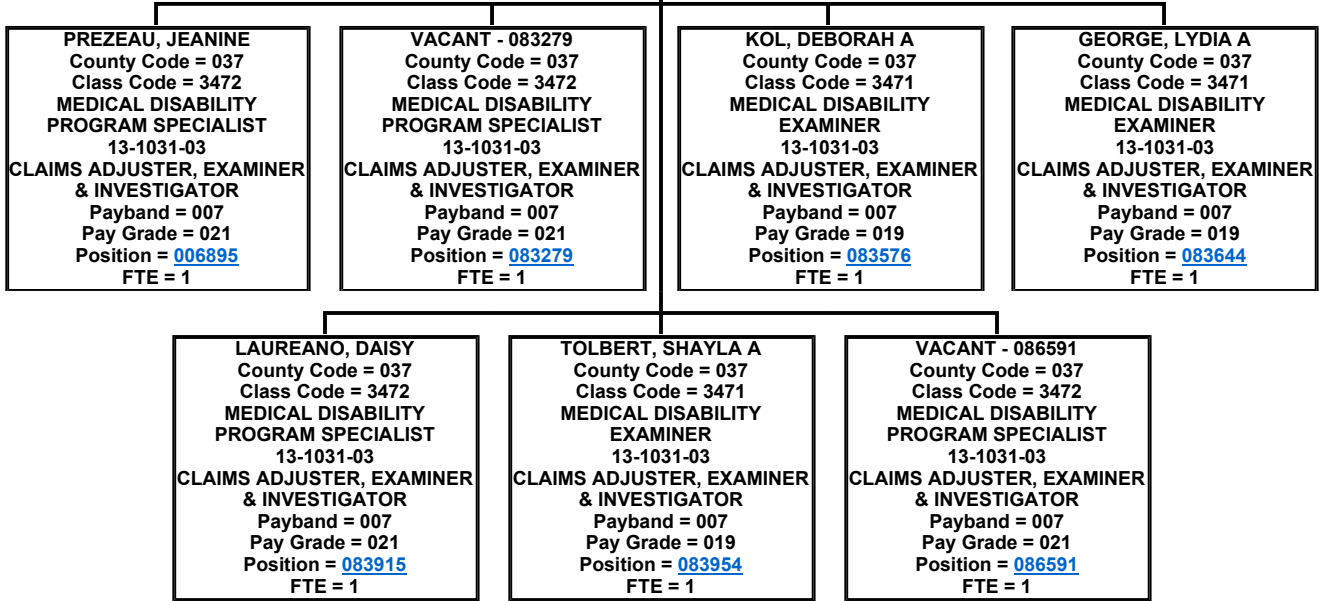 PREZEAU, JEANINE
County Code = 037
Class Code = 3472
MEDICAL DISABILITY
PROGRAM SPECIALIST
13-1031-03
CLAIMS ADJUSTER, EXAMINER
& INVESTIGATOR
Payband = 007
Pay Grade = 021
Position = 006895
FTE = 1
VACANT - 083279
County Code = 037
Class Code = 3472
MEDICAL DISABILITY
PROGRAM SPECIALIST
13-1031-03
CLAIMS ADJUSTER, EXAMINER
& INVESTIGATOR
Payband = 007
Pay Grade = 021
Position = 083279
FTE = 1
KOL, DEBORAH A
County Code = 037
Class Code = 3471
MEDICAL DISABILITY
EXAMINER
13-1031-03
CLAIMS ADJUSTER, EXAMINER
& INVESTIGATOR
Payband = 007
Pay Grade = 019
Position = 083576
FTE = 1
GEORGE, LYDIA A
County Code = 037
Class Code = 3471
MEDICAL DISABILITY
EXAMINER
13-1031-03
CLAIMS ADJUSTER, EXAMINER
& INVESTIGATOR
Payband = 007
Pay Grade = 019
Position = 083644
FTE = 1
LAUREANO, DAISY
County Code = 037
Class Code = 3472
MEDICAL DISABILITY
PROGRAM SPECIALIST
13-1031-03
CLAIMS ADJUSTER, EXAMINER
& INVESTIGATOR
Payband = 007
Pay Grade = 021
Position = 083915
FTE = 1
TOLBERT, SHAYLA A
County Code = 037
Class Code = 3471
MEDICAL DISABILITY
EXAMINER
13-1031-03
CLAIMS ADJUSTER, EXAMINER
& INVESTIGATOR
Payband = 007
Pay Grade = 019
Position = 083954
FTE = 1
VACANT - 086591
County Code = 037
Class Code = 3472
MEDICAL DISABILITY
PROGRAM SPECIALIST
13-1031-03
CLAIMS ADJUSTER, EXAMINER
& INVESTIGATOR
Payband = 007
Pay Grade = 021
Position = 086591
FTE = 1